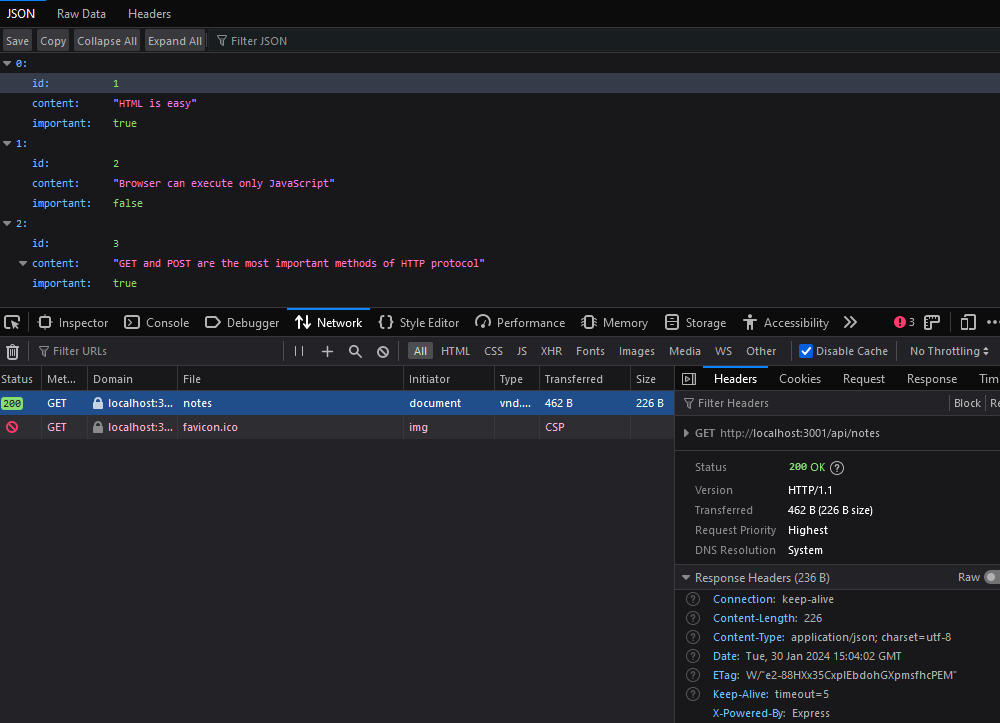 JSON Raw Data Headers
Save Copy Collapse All Expand All Filter JSON
0:
id: 1
content: "HTML is easy"
important: true
1:
id: 2
content: "Browser can execute only JavaScript"
important: false
2:
id: 3
content: "GET and POST are the most important methods of HTTP protocol"
important: true
Inspector Console Debugger Network Style Editor Performance Memory Storage Accessibility 3
Filter URLs All HTML CSS JS XHR Fonts Images Media WS Other Disable Cache No Throttling
Status Met... Domain File Initiator Type Transferred Size Headers Cookies Request Response Tim
200 GET localhost:3... notes document vnd.... 462 B 226 B Filter Headers Block Re
GET localhost:3... favicon.ico img CSP
GET http://localhost:3001/api/notes
Status 200 OK
Version HTTP/1.1
Transferred 462 B (226 B size)
Request Priority Highest
DNS Resolution System
Response Headers (236 B) Raw
Connection: keep-alive
Content-Length: 226
Content-Type: application/json; charset=utf-8
Date: Tue, 30 Jan 2024 15:04:02 GMT
ETag:
Keep-Alive: timeout=5
X-Powered-By: Express